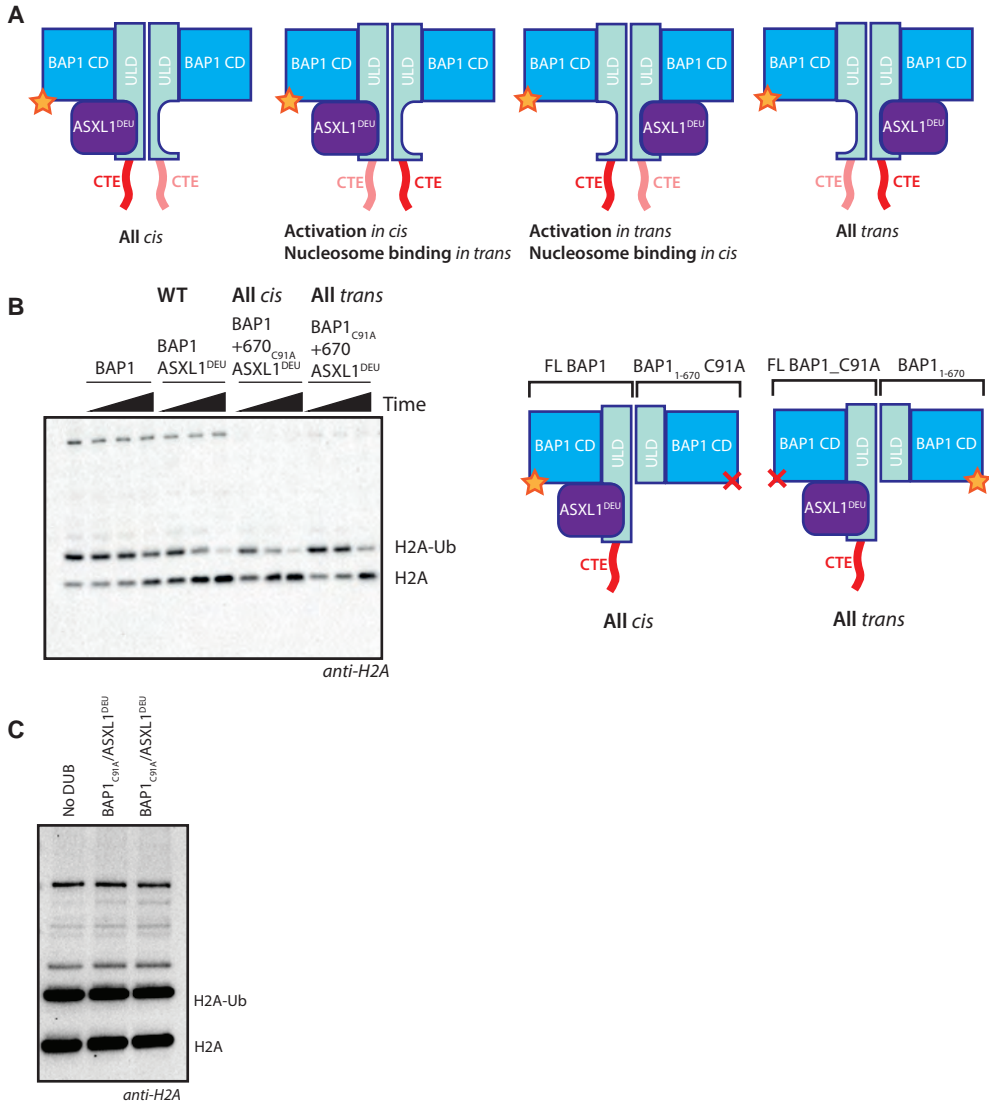 A
BAP1 CD
ULD
BAP1 CD
ASXL1DEU
CTE
CTE
All cis
BAP1 CD
ULD
BAP1 CD
ASXL1DEU
CTE
CTE
Activation in cis
Nucleosome binding in trans
BAP1 CD
ULD
BAP1 CD
ASXL1DEU
CTE
CTE
Activation in trans
Nucleosome binding in cis
BAP1 CD
ULD
BAP1 CD
ASXL1DEU
CTE
CTE
All trans
B
BAP1
WT
BAP1
ASXL1DEU
All cis
BAP1
+670C91A
ASXL1DEU
All trans
BAP1C91A
+670
ASXL1DEU
Time
H2A-Ub
H2A
anti-H2A
FL BAP1
BAP11-670 C91A
BAP1 CD
ULD
ULD
BAP1 CD
ASXL1DEU
CTE
All cis
FL BAP1_C91A
BAP11-670
BAP1 CD
ULD
ULD
BAP1 CD
ASXL1DEU
CTE
All trans
C
No DUB
BAP1C91A/ASXL1DEU
BAP1C91A/ASXL1DEU
H2A-Ub
H2A
anti-H2A